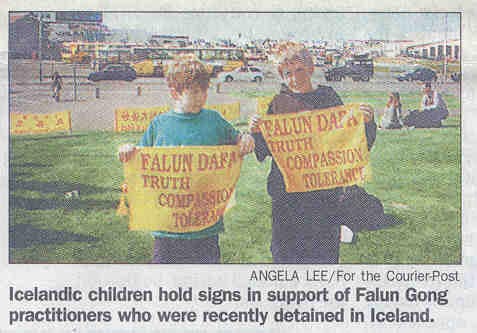 FALUN DAFA
TRUTH
COMPASSION
TOLERANCE
FALUN DAFA
TRUTH
COMPASSION
TOLERANCE
ANGELA LEE/For the Courier-Post
Icelandic children hold signs in support of Falun Gong
practitioners who were recently detained in Iceland.